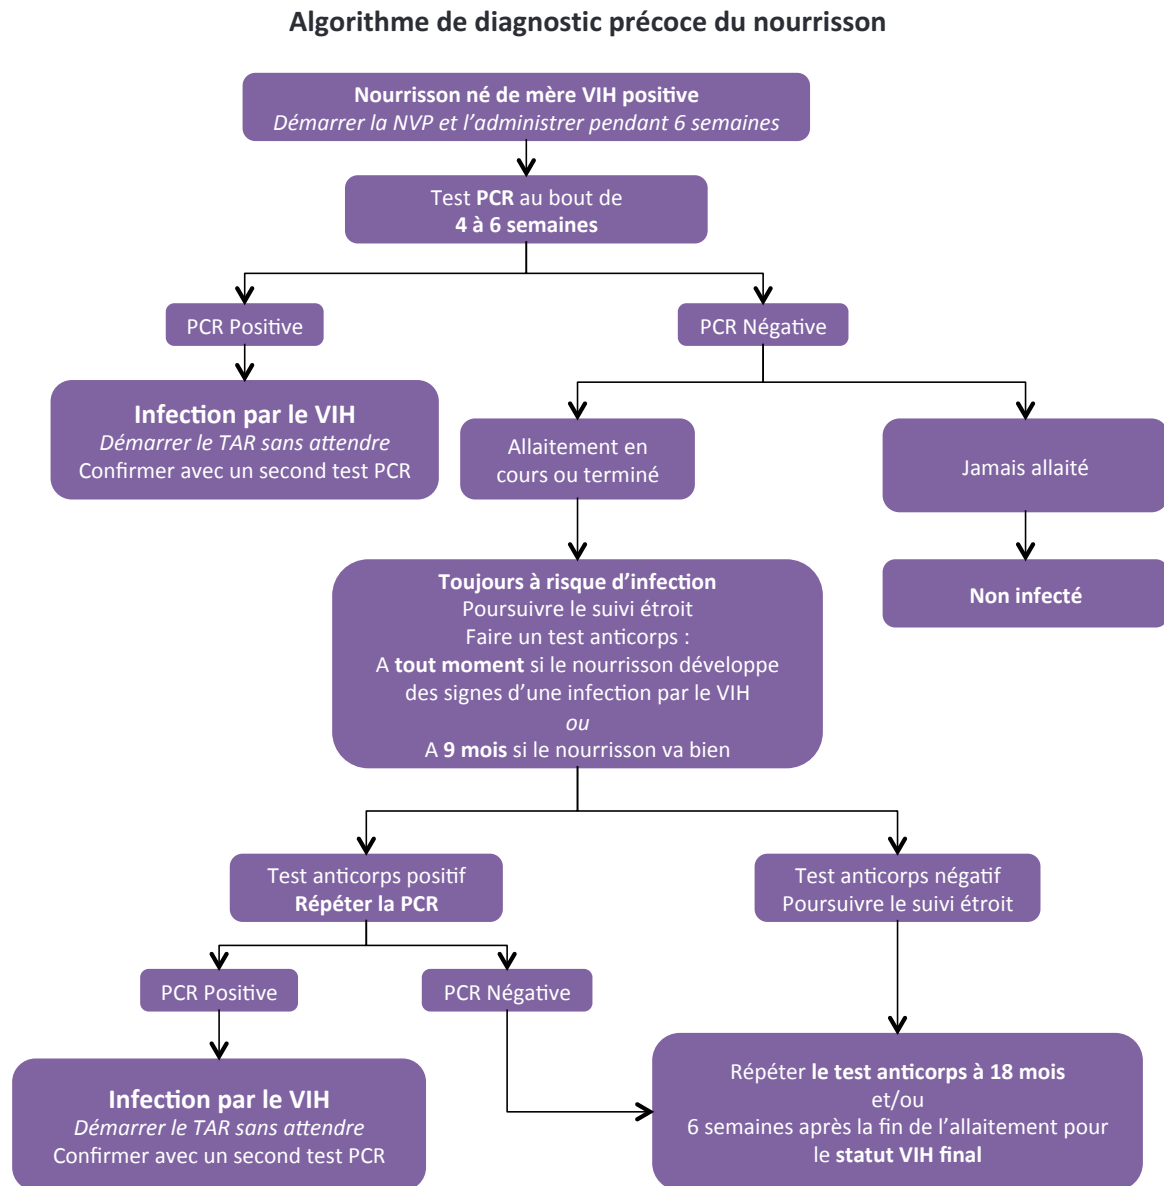 Algorithme de diagnostic précoce du nourrisson
Nourrisson né de mère VIH positive
Démarrer la NVP et l’administrer pendant 6 semaines
Test PCR au bout de
4 à 6 semaines
PCR Positive
PCR Négative
Infection par le VIH
Démarrer le TAR sans attendre
Confirmer avec un second test PCR
Allaitement en
cours ou terminé
Jamais allaité
Toujours à risque d’infection
Poursuivre le suivi étroit
Faire un test anticorps :
A tout moment si le nourrisson développe
des signes d’une infection par le VIH
ou
A 9 mois si le nourrisson va bien
Non infecté
Test anticorps positif
Répéter la PCR
Test anticorps négatif
Poursuivre le suivi étroit
PCR Positive
PCR Négative
Infection par le VIH
Démarrer le TAR sans attendre
Confirmer avec un second test PCR
Répéter le test anticorps à 18 mois
et/ou
6 semaines après la fin de l’allaitement pour
le statut VIH final